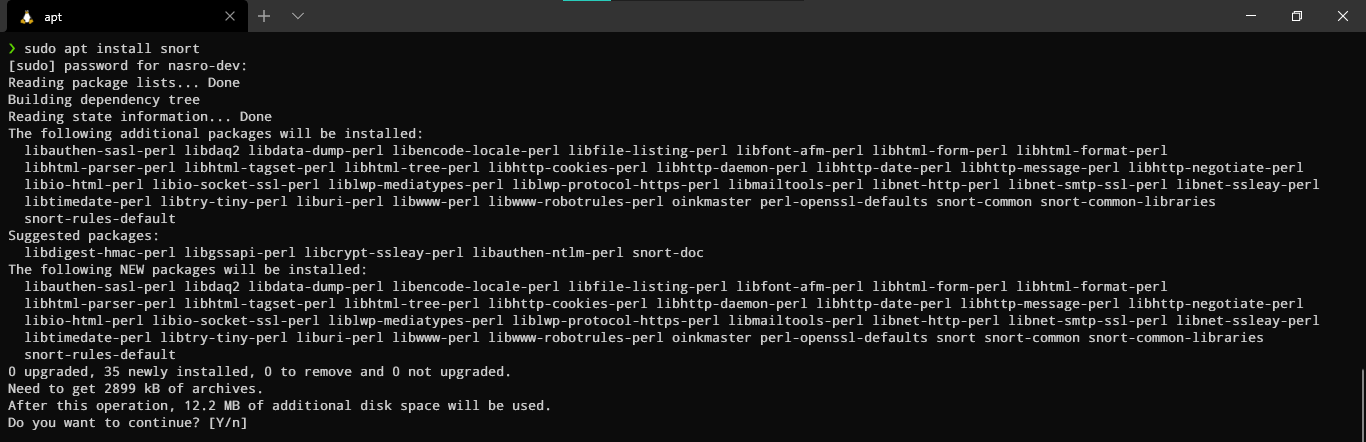 apt
❯ sudo apt install snort
[sudo] password for nasro-dev:
Reading package lists... Done
Building dependency tree
Reading state information... Done
The following additional packages will be installed:
  libauthen-sasl-perl libdaq2 libdata-dump-perl libencode-locale-perl libfile-listing-perl libfont-afm-perl libhtml-form-perl libhtml-format-perl
  libhtml-parser-perl libhtml-tagset-perl libhtml-tree-perl libhttp-cookies-perl libhttp-daemon-perl libhttp-date-perl libhttp-message-perl libhttp-negotiate-perl
  libio-html-perl libio-socket-ssl-perl liblwp-mediatypes-perl liblwp-protocol-https-perl libmailtools-perl libnet-http-perl libnet-smtp-ssl-perl libnet-ssleay-perl
  libtimedate-perl libtry-tiny-perl liburi-perl libwww-perl libwww-robotrules-perl oinkmaster perl-openssl-defaults snort-common snort-common-libraries
  snort-rules-default
Suggested packages:
  libdigest-hmac-perl libgssapi-perl libcrypt-ssleay-perl libauthen-ntlm-perl snort-doc
The following NEW packages will be installed:
  libauthen-sasl-perl libdaq2 libdata-dump-perl libencode-locale-perl libfile-listing-perl libfont-afm-perl libhtml-form-perl libhtml-format-perl
  libhtml-parser-perl libhtml-tagset-perl libhtml-tree-perl libhttp-cookies-perl libhttp-daemon-perl libhttp-date-perl libhttp-message-perl libhttp-negotiate-perl
  libio-html-perl libio-socket-ssl-perl liblwp-mediatypes-perl liblwp-protocol-https-perl libmailtools-perl libnet-http-perl libnet-smtp-ssl-perl libnet-ssleay-perl
  libtimedate-perl libtry-tiny-perl liburi-perl libwww-perl libwww-robotrules-perl oinkmaster perl-openssl-defaults snort snort-common snort-common-libraries
  snort-rules-default
0 upgraded, 35 newly installed, 0 to remove and 0 not upgraded.
Need to get 2899 kB of archives.
After this operation, 12.2 MB of additional disk space will be used.
Do you want to continue? [Y/n]